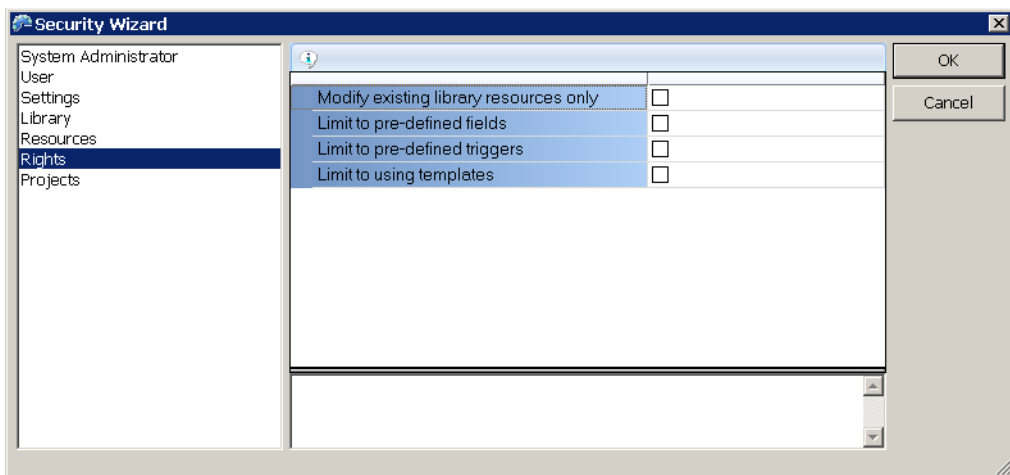 Security Wizard
System Administrator
User
Settings
Library
Resources
Rights
Projects
Modify existing library resources only
Limit to pre-defined fields
Limit to pre-defined triggers
Limit to using templates
OK
Cancel